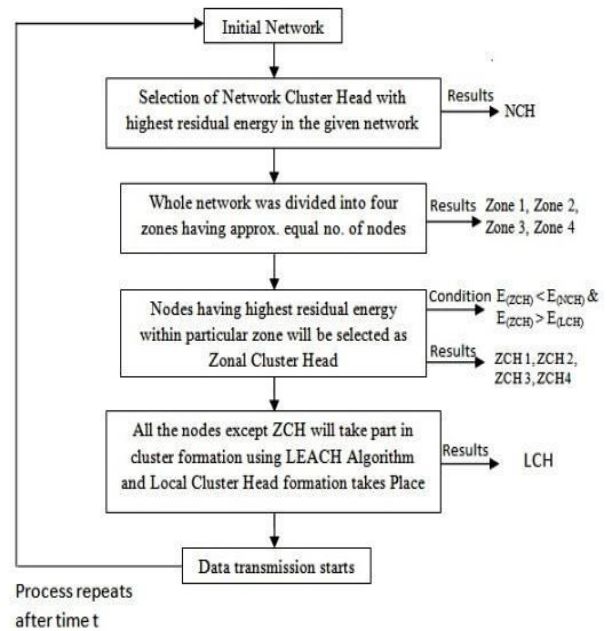 Initial Network
Selection of Network Cluster Head with
highest residual energy in the given network
Results
NCH
Whole network was divided into four
zones having approx. equal no. of nodes
Results Zone 1, Zone 2,
Zone 3, Zone 4
Nodes having highest residual energy
within particular zone will be selected as
Zonal Cluster Head
Condition E(ZCH) < E(NCH) &
E(ZCH) > E(LCH)
Results
ZCH 1, ZCH 2,
ZCH 3, ZCH4
All the nodes except ZCH will take part in
cluster formation using LEACH Algorithm
and Local Cluster Head formation takes Place
Results
LCH
Data transmission starts
Process repeats
after time t